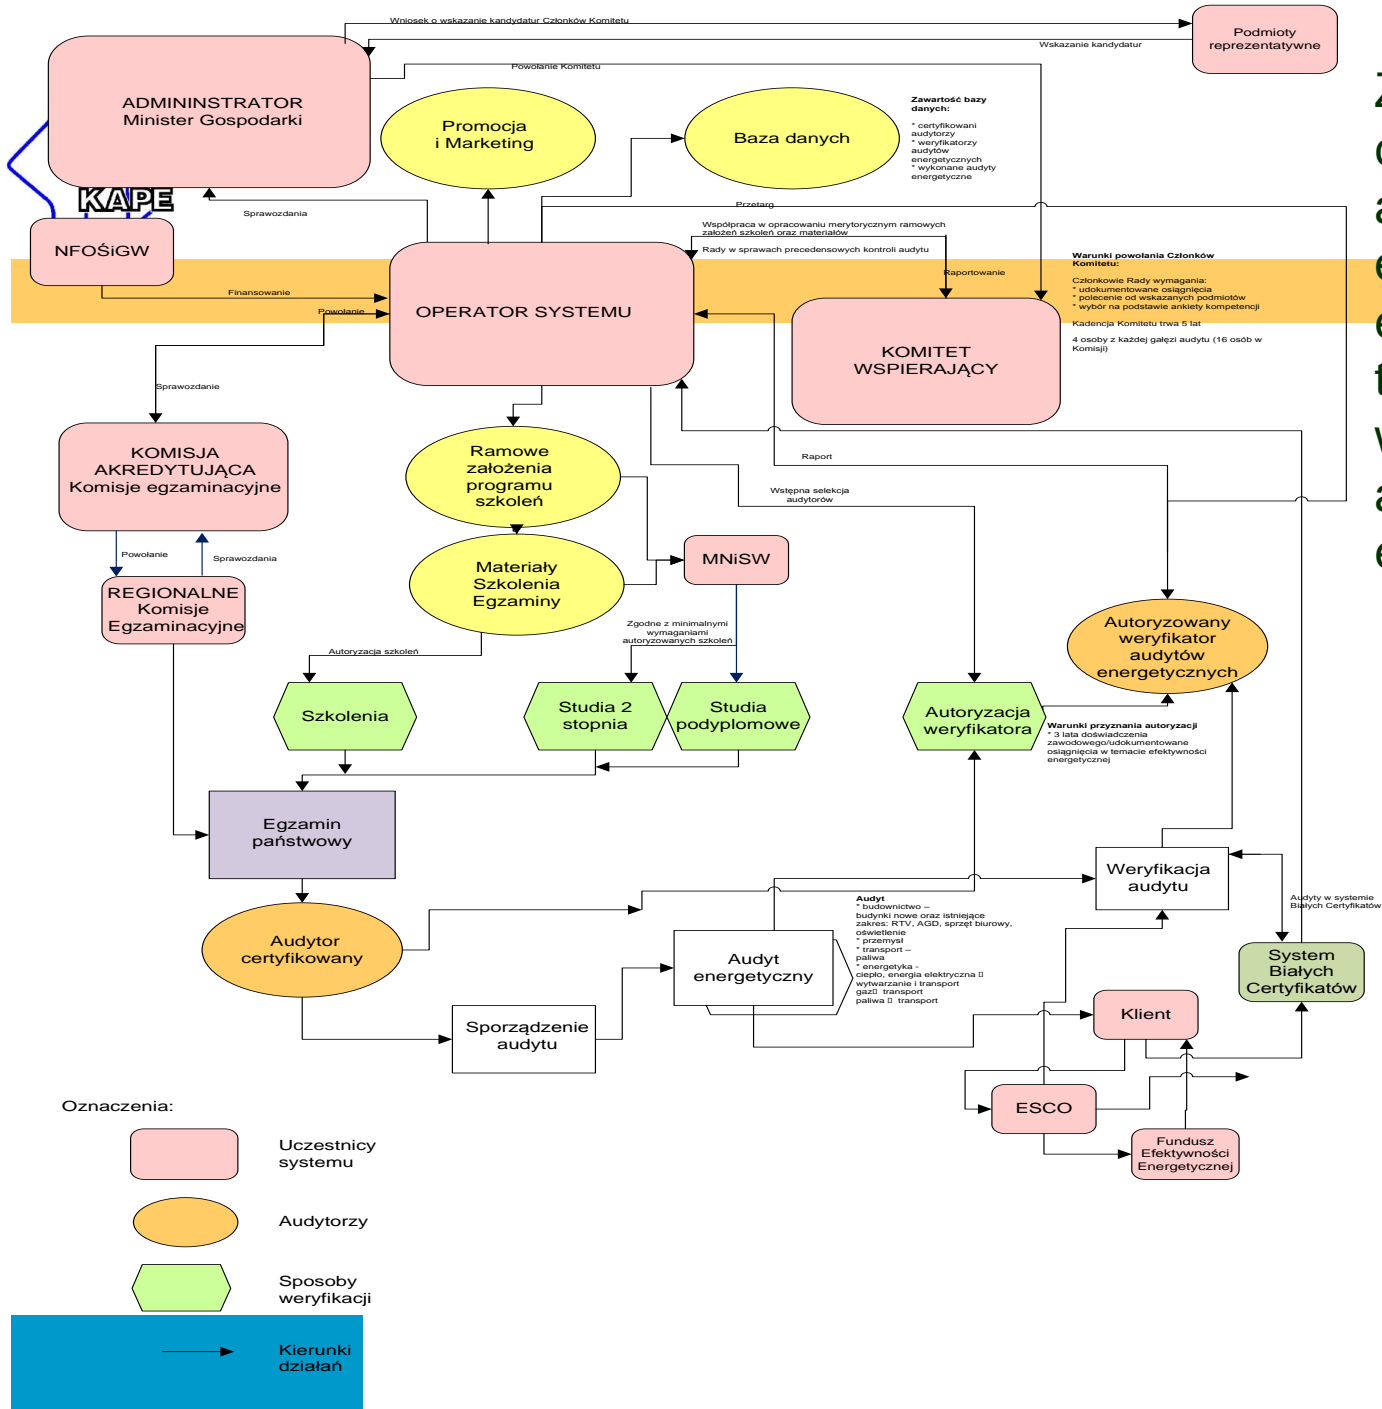 Wniosek o wskazanie kandydatur Członków Komitetu
Podmioty
reprezentatywne
Wskazanie kandydatur
Powołanie Komitetu
ADMININSTRATOR
Minister Gospodarki
KAPE
Promocja
i Marketing
Baza danych
Zawartość bazy
danych:
* certyfikowani
audytorzy
* weryfikatorzy
audytów
energetycznych
* wykonane audyty
energetyczne
Sprawozdania
Przetarg
NFOŚiGW
Finansowanie
Powołanie
OPERATOR SYSTEMU
Współpraca w opracowaniu merytorycznym ramowych
założeń szkoleń oraz materiałów
Rady w sprawach precedensowych kontroli audytu
Raportowanie
Warunki powołania Członków
Komitetu:
Członkowie Rady wymagania:
* udokumentowane osiągnięcia
* polecenie od wskazanych podmiotów
* wybór na podstawie ankiety kompetencji
Kadencja Komitetu trwa 5 lat
4 osoby z każdej gałęzi audytu (16 osób w
Komisji)
KOMITET
WSPIERAJĄCY
Sprawozdanie
KOMISJA
AKREDYTUJĄCA
Komisje egzaminacyjne
Ramowe
założenia
programu
szkoleń
Raport
Wstępna selekcja
audytorów
Powołanie
Sprawozdania
MNiSW
Materiały
Szkolenia
Egzaminy
REGIONALNE
Komisje
Egzaminacyjne
Zgodne z minimalnymi
wymaganiami
autoryzowanych szkoleń
Autoryzacja szkoleń
Autoryzowany
weryfikator
audytów
energetycznych
Szkolenia
Studia 2
stopnia
Studia
podyplomowe
Autoryzacja
weryfikatora
Warunki przyznania autoryzacji
* 3 lata doświadczenia
zawodowego/udokumentowane
osiągnięcia w temacie efektywności
energetycznej
Egzamin
państwowy
Weryfikacja
audytu
Audyty w systemie
Białych Certyfikatów
Audytor
certyfikowany
Audyt
energetyczny
Audyt
* budownictwo –
budynki nowe oraz istniejące
zakres: RTV, AGD, sprzęt biurowy,
oświetlenie
* przemysł
* transport –
paliwa
* energetyka -
ciepło, energia elektryczna
wytwarzanie i transport
gaz transport
paliwa transport
System
Białych
Certyfikatów
Sporządzenie
audytu
Klient
ESCO
Fundusz
Efektywności
Energetycznej
Oznaczenia:
Uczestnicy
systemu
Audytorzy
Sposoby
weryfikacji
Kierunki
działań